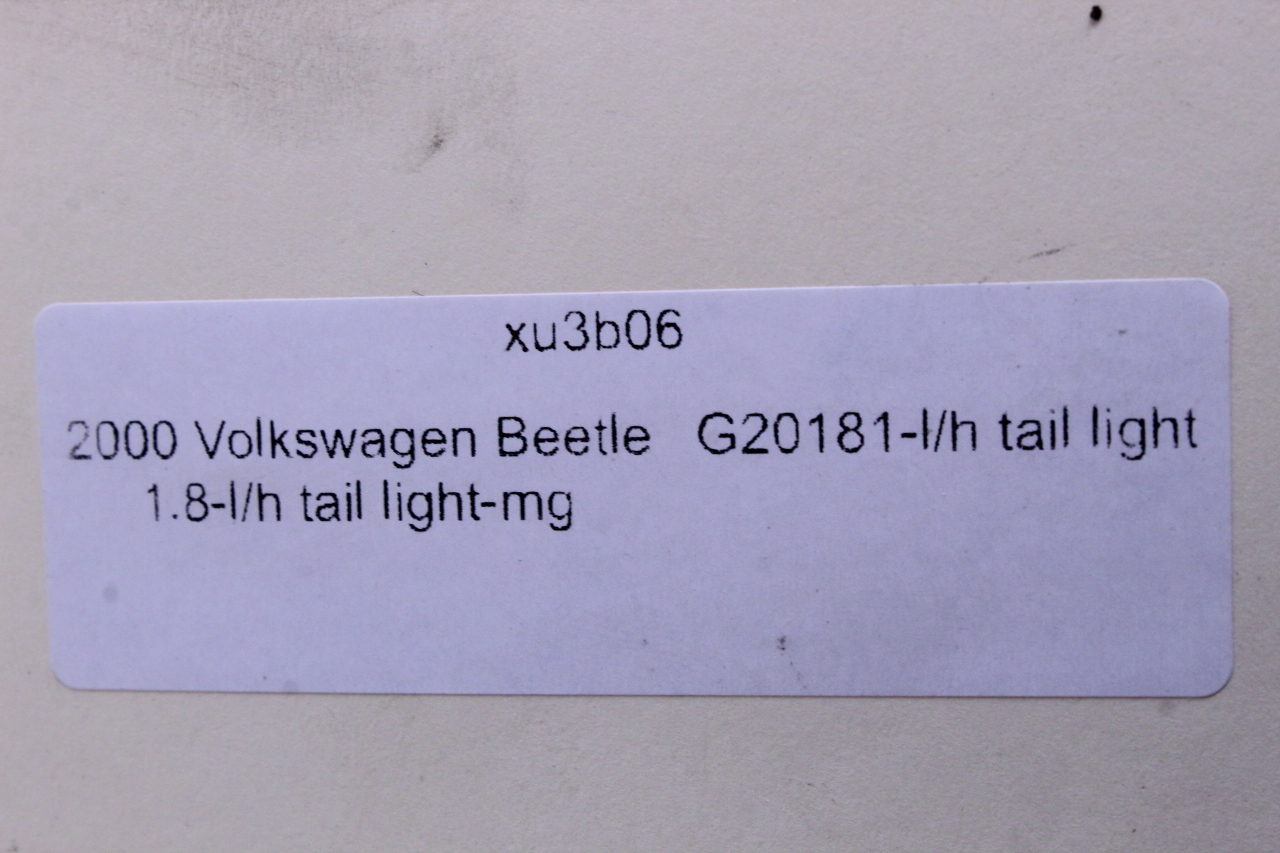 xu3b06
2000 Volkswagen Beetle G20181-l/h tail light
1.8-l/h tail light-mg